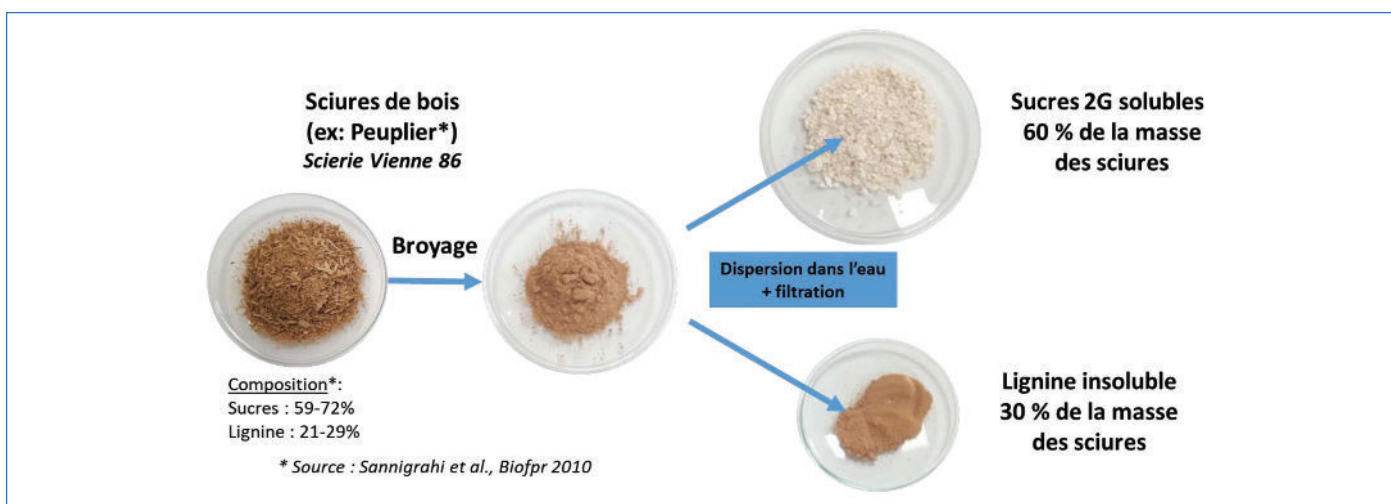 Sciures de bois
(ex: Peuplier*)
Scierie Vienne 86
Broyage
Composition*:
Sucres : 59-72%
Lignine : 21-29%
* Source : Sannigrahi et al., Biofpr 2010
Dispersion dans l'eau
+ filtration
Sucres 2G solubles
60 % de la masse
des sciures
Lignine insoluble
30 % de la masse
des sciures